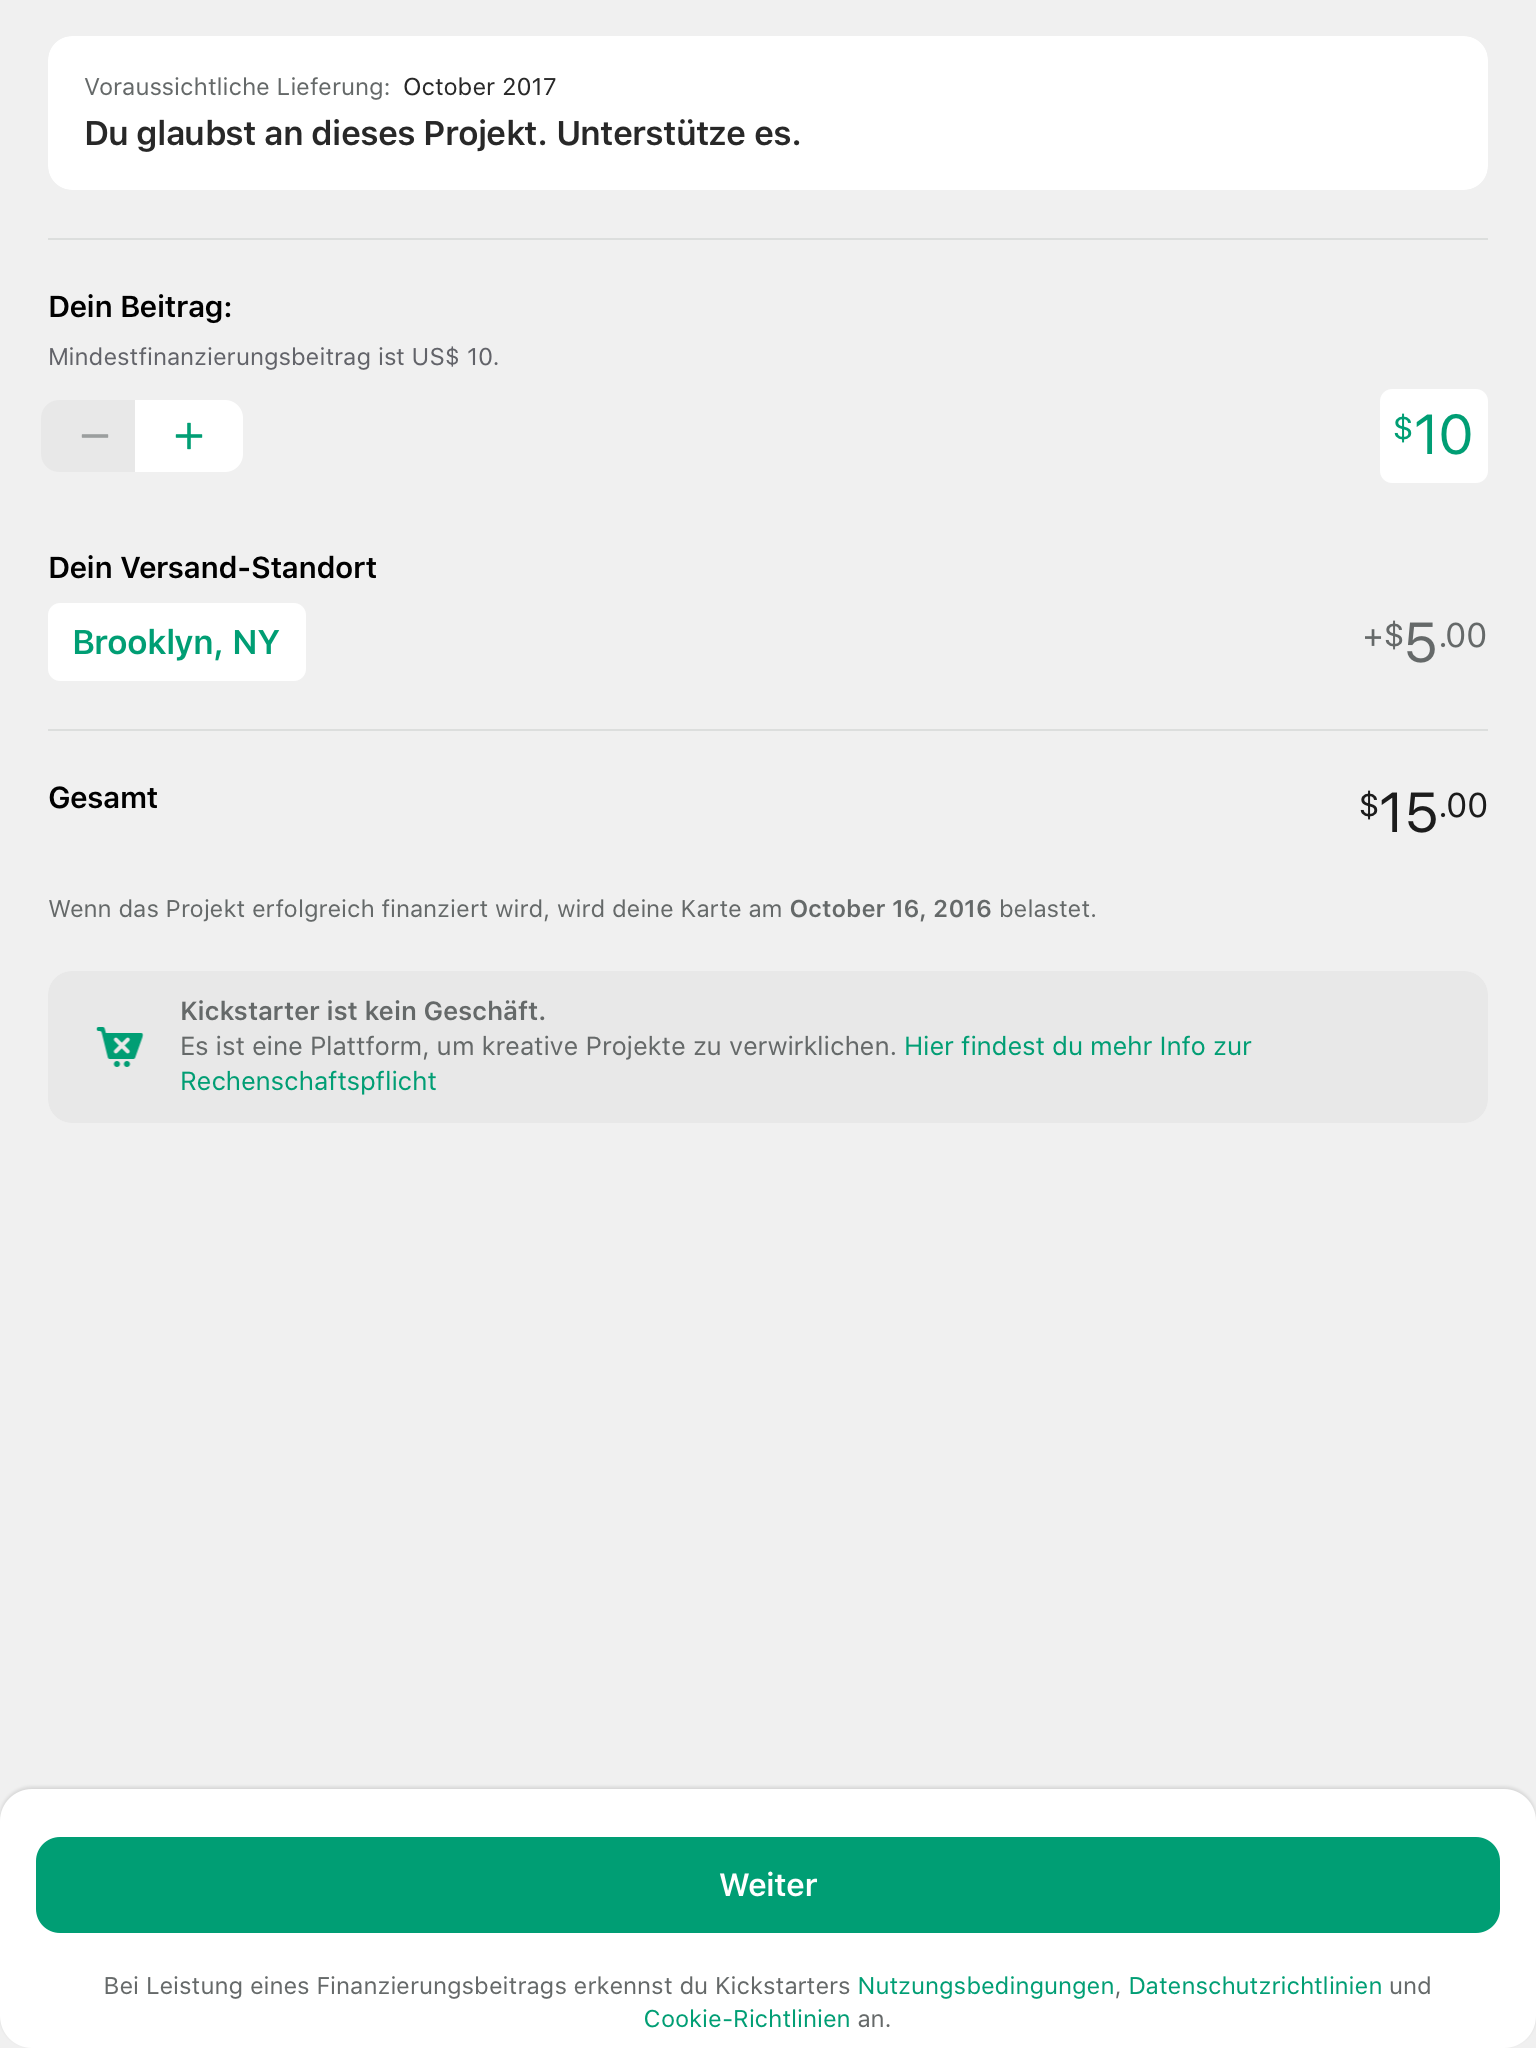 Voraussichtliche Lieferung: October 2017
Du glaubst an dieses Projekt. Unterstütze es.
Dein Beitrag:
Mindestfinanzierungsbeitrag ist US$ 10.
− +
$10
Dein Versand-Standort
Brooklyn, NY
+$5.00
Gesamt
$15.00
Wenn das Projekt erfolgreich finanziert wird, wird deine Karte am October 16, 2016 belastet.
Kickstarter ist kein Geschäft.
Es ist eine Plattform, um kreative Projekte zu verwirklichen. Hier findest du mehr Info zur
Rechenschaftspflicht
Weiter
Bei Leistung eines Finanzierungsbeitrags erkennst du Kickstarters Nutzungsbedingungen, Datenschutzrichtlinien und
Cookie-Richtlinien an.